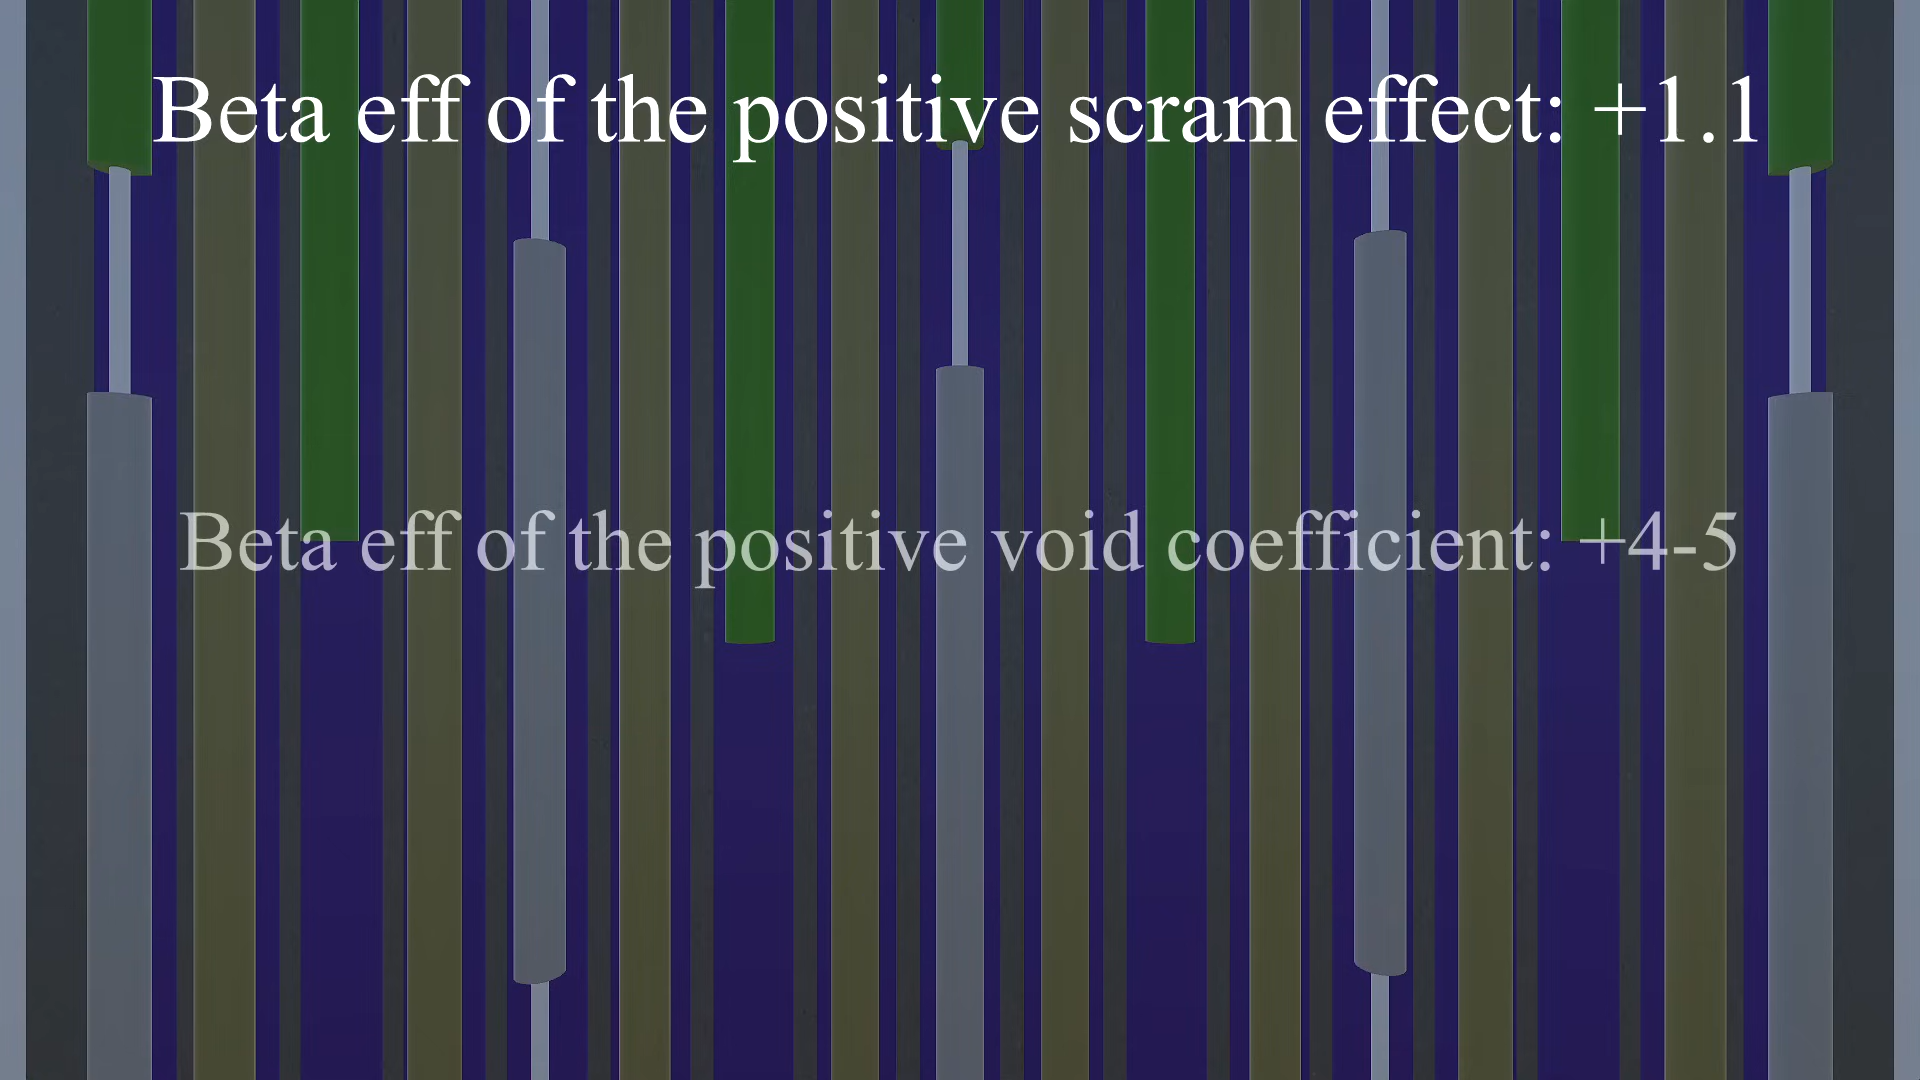 Beta eff of the positive scram effect: +1.1
Beta eff of the positive void coefficient: +4-5